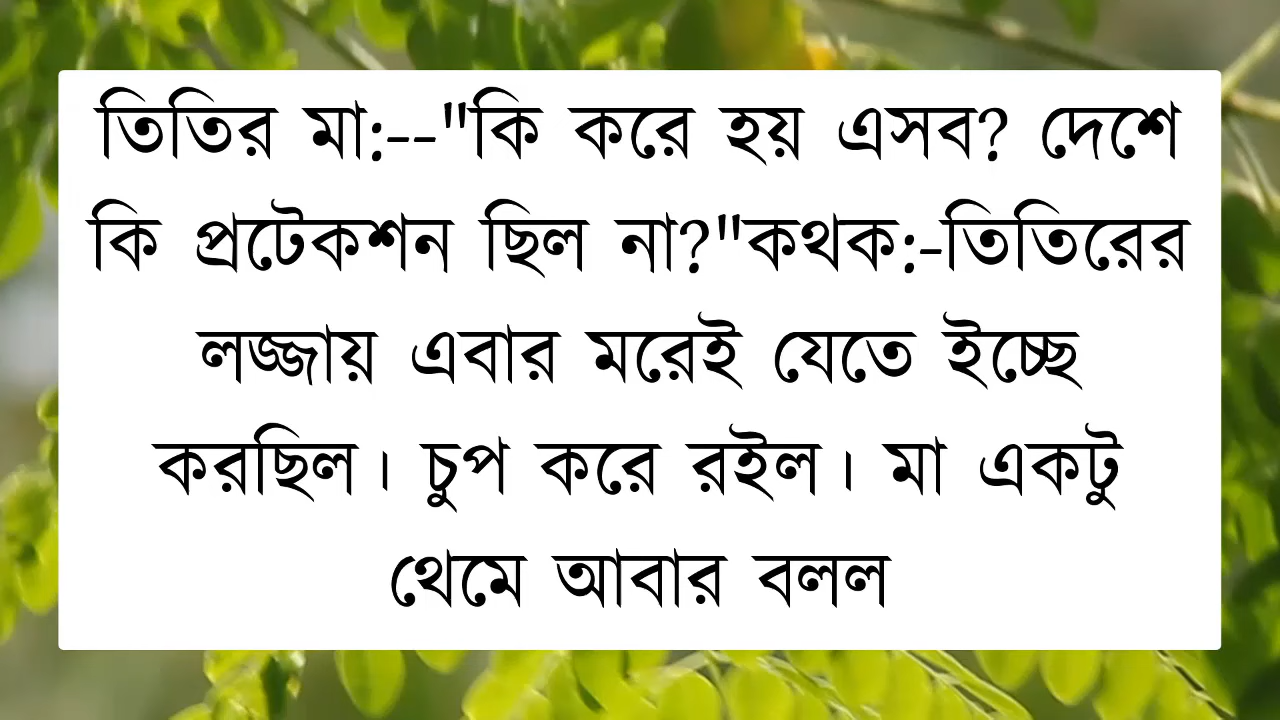 তিতির মা:--"কি করে হয় এসব? দেশে
কি প্রটেকশন ছিল না?"কথক:-তিতিরের
লজ্জায় এবার মরেই যেতে ইচ্ছে
করছিল। চুপ করে রইল। মা একটু
থেমে আবার বলল